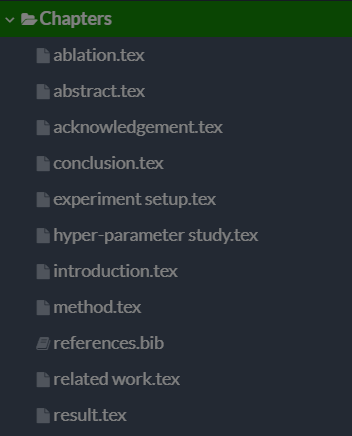 Chapters
ablation.tex
abstract.tex
acknowledgement.tex
conclusion.tex
experiment setup.tex
hyper-parameter study.tex
introduction.tex
method.tex
references.bib
related work.tex
result.tex